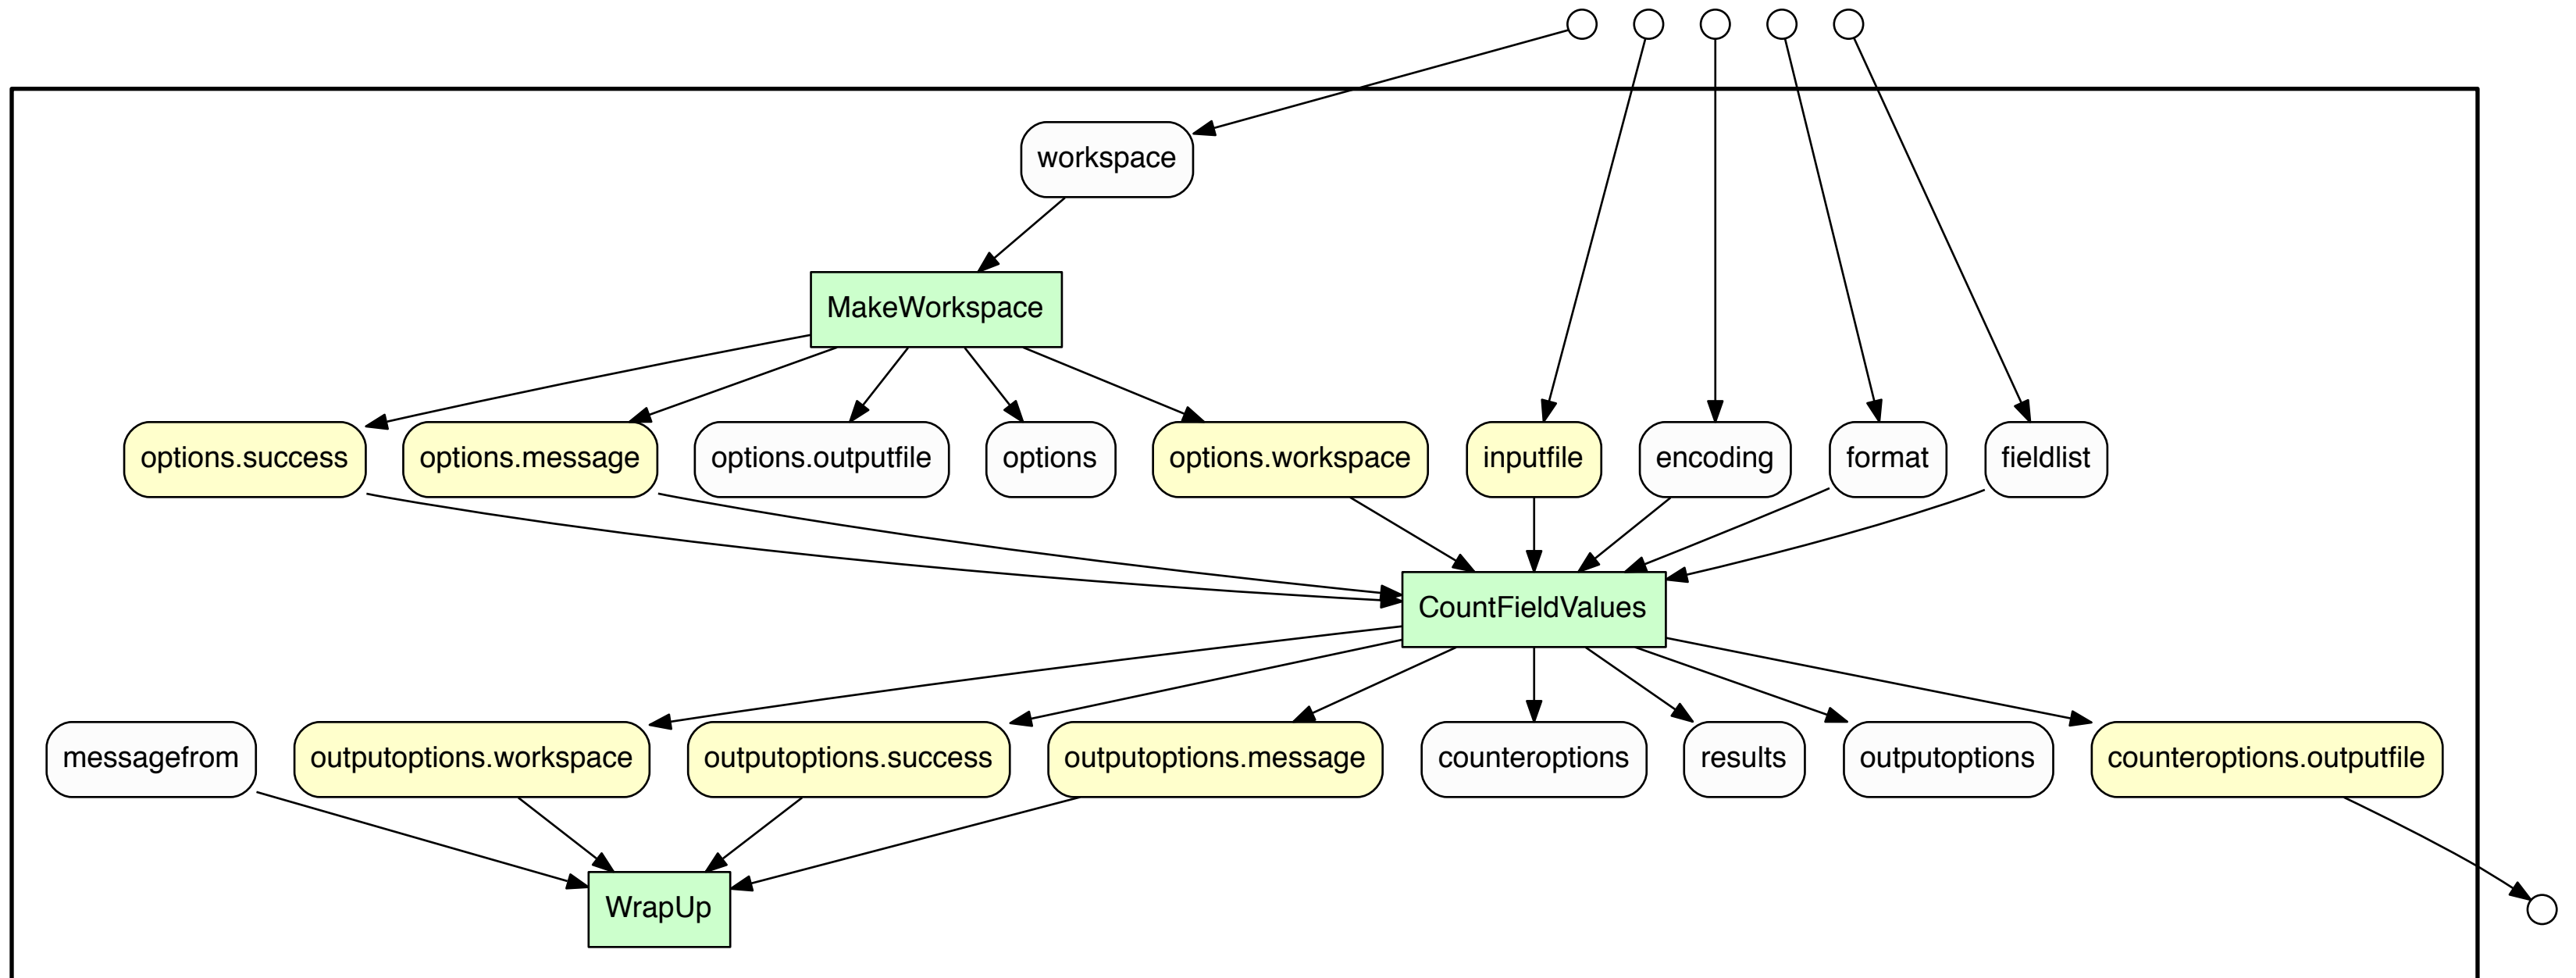 workspace
MakeWorkspace
options.success
options.message
options.outputfile
options
options.workspace
inputfile
encoding
format
fieldlist
CountFieldValues
messagefrom
outputoptions.workspace
outputoptions.success
outputoptions.message
counteroptions
results
outputoptions
counteroptions.outputfile
WrapUp